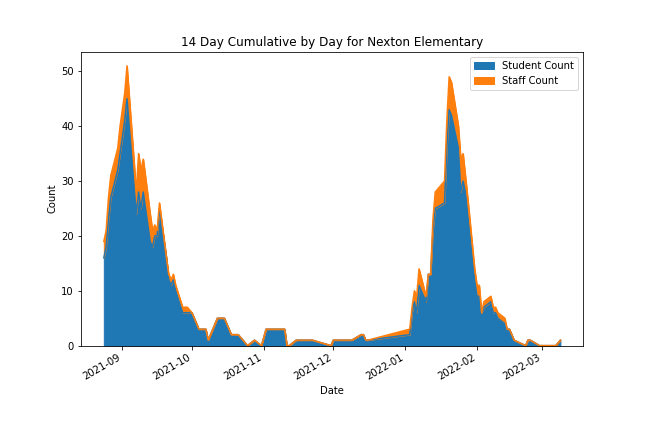 14 Day Cumulative by Day for Nexton Elementary
Student Count
Staff Count
50
40
30
20
10
0
Count
2021-09
2021-10
2021-11
2021-12
2022-01
2022-02
2022-03
Date